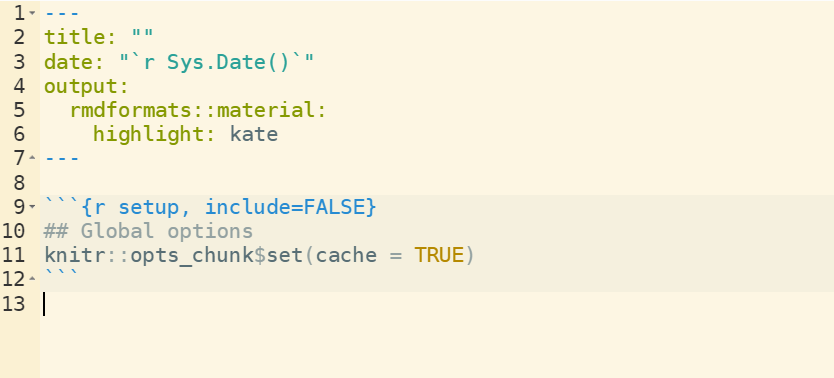 1 ---
2 title: ""
3 date: "`r Sys.Date()`"
4 output:
5   rmdformats::material:
6     highlight: kate
7 ---
8
9 ```{r setup, include=FALSE}
10 ## Global options
11 knitr::opts_chunk$set(cache = TRUE)
12 ```
13